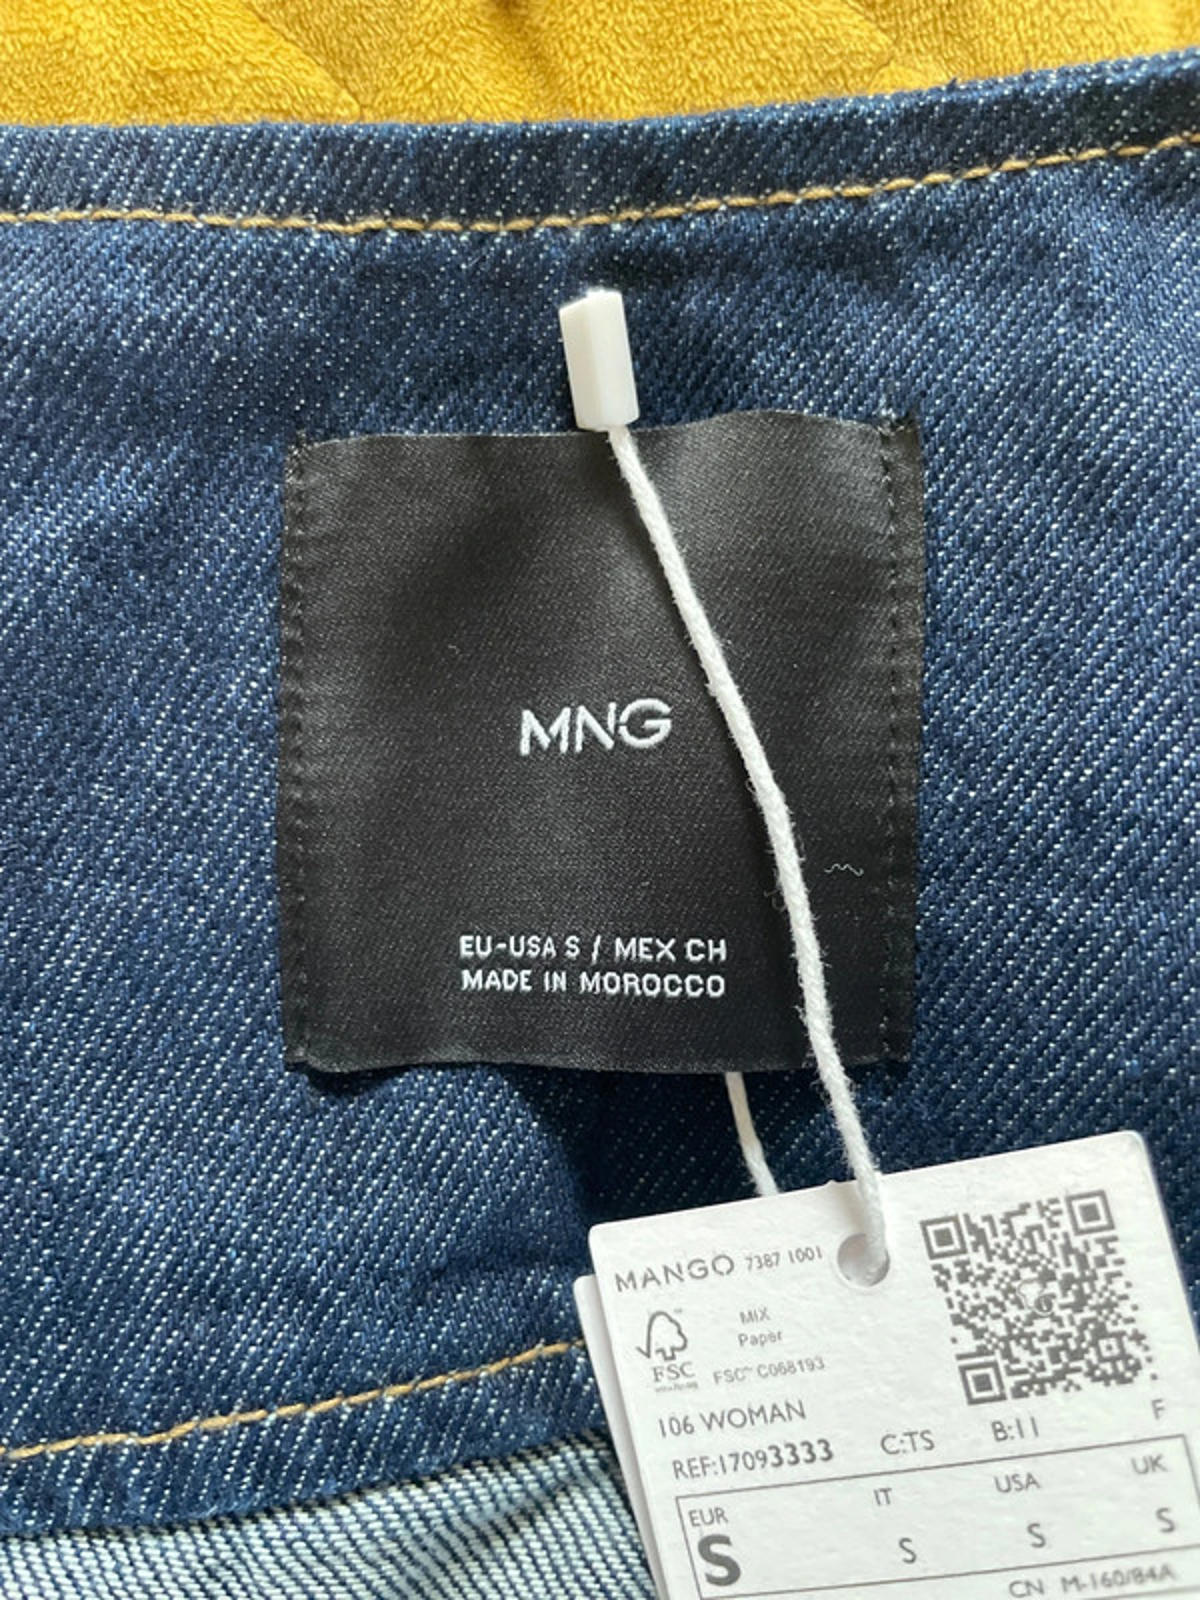 MNG
EU-USA S / MEX CH
MADE IN MOROCCO
MANGO 7387 1001
MIX
Paper
FSC
FSC™ C068193
106 WOMAN
F
REF:17093333 C:TS B:11
EUR IT USA UK
S S S S
CN M-160/84A